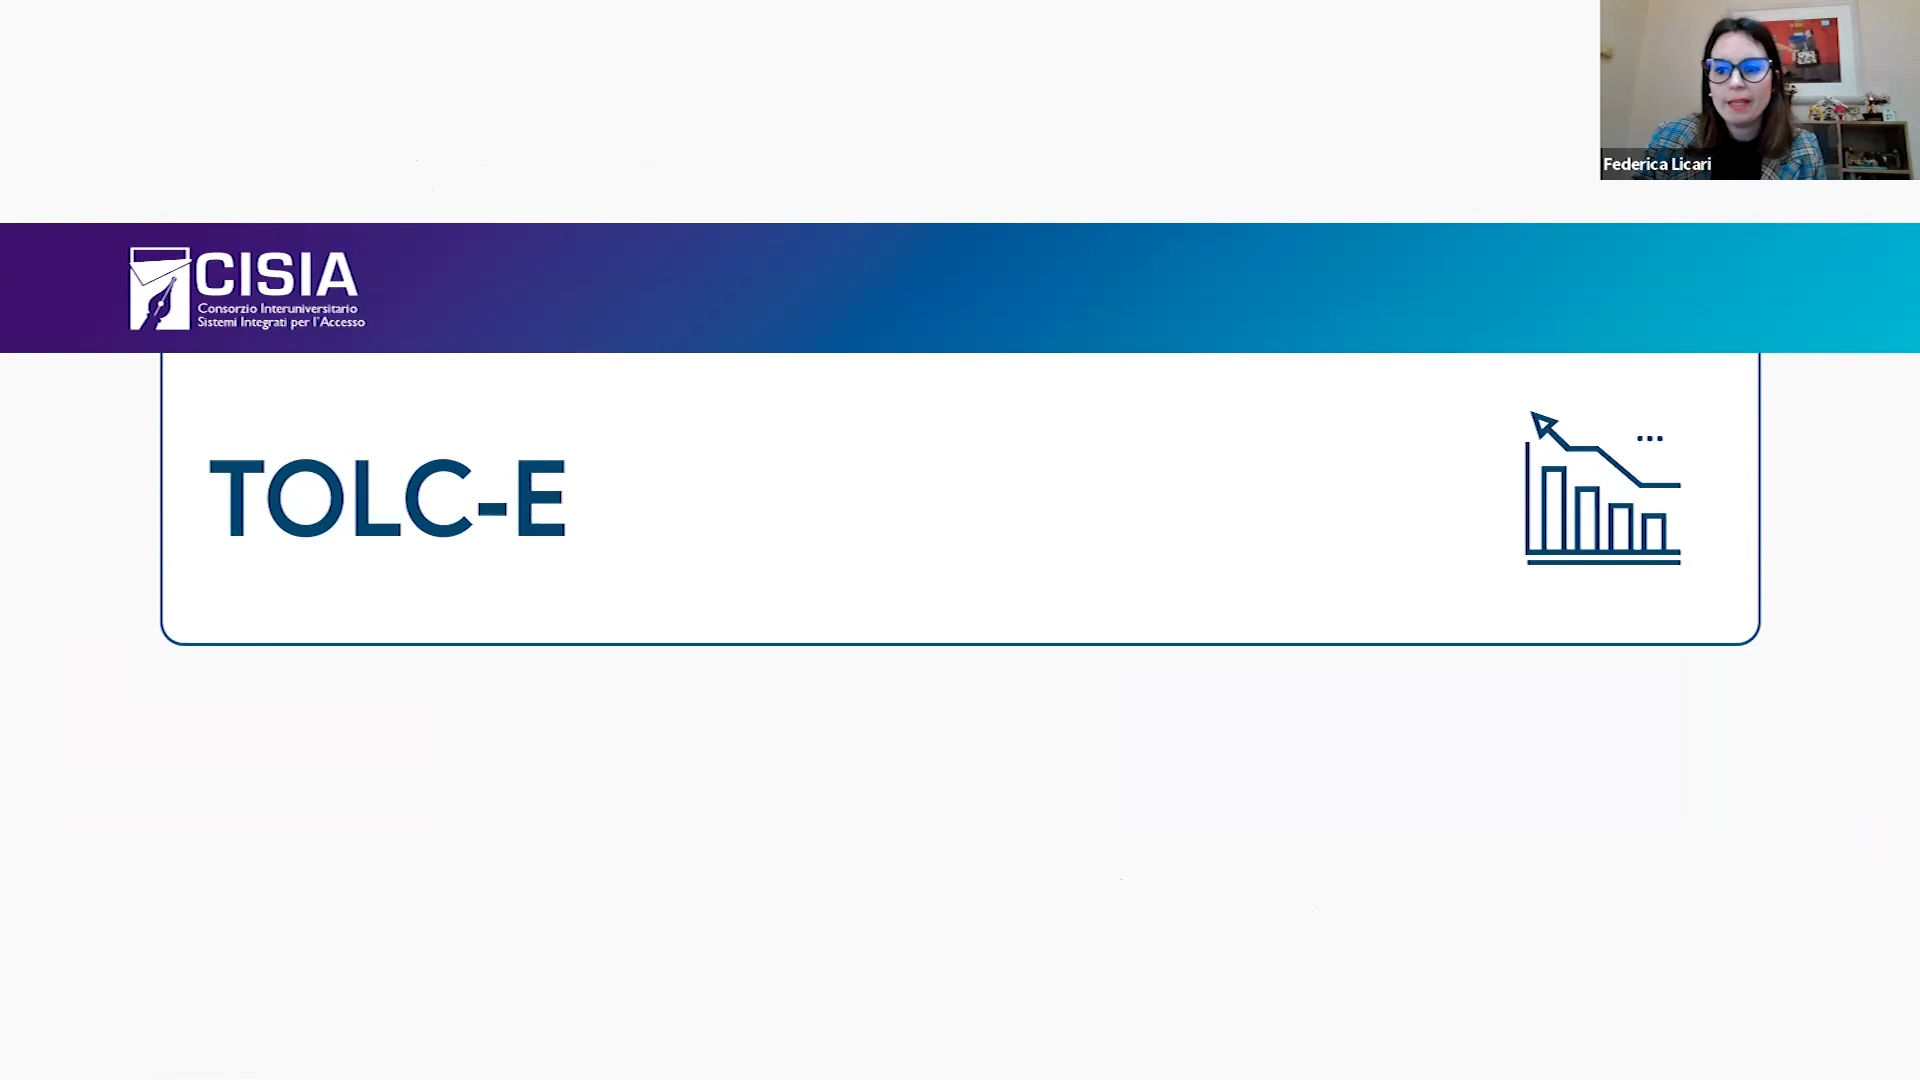 Federica Licari
CISIA
Consorzio Interuniversitario
Sistemi Integrati per l'Accesso
TOLC-E